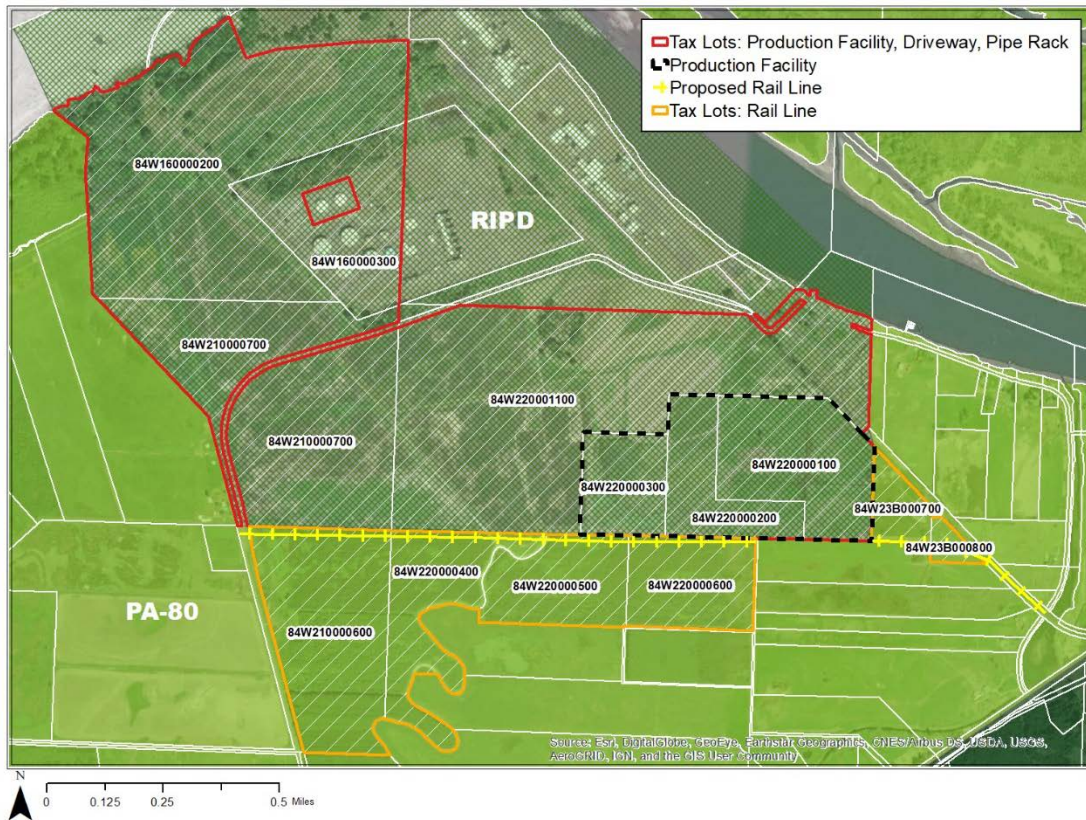 Tax Lots: Production Facility, Driveway, Pipe Rack
Production Facility
Proposed Rail Line
Tax Lots: Rail Line
84W160000200
RIPD
84W160000300
84W210000700
84W220001100
84W210000700
84W220000100
84W220000300
84W23B000700
84W220000200
84W23B000800
84W220000400
84W220000500
84W220000600
PA-80
84W210000600
Source: Esri, DigitalGlobe, GeoEye, Earthstar Geographics, CNES/Airbus DS, USDA, USGS,
AeroGRID, IGN, and the GIS User Community
N
0 0.125 0.25 0.5 Miles